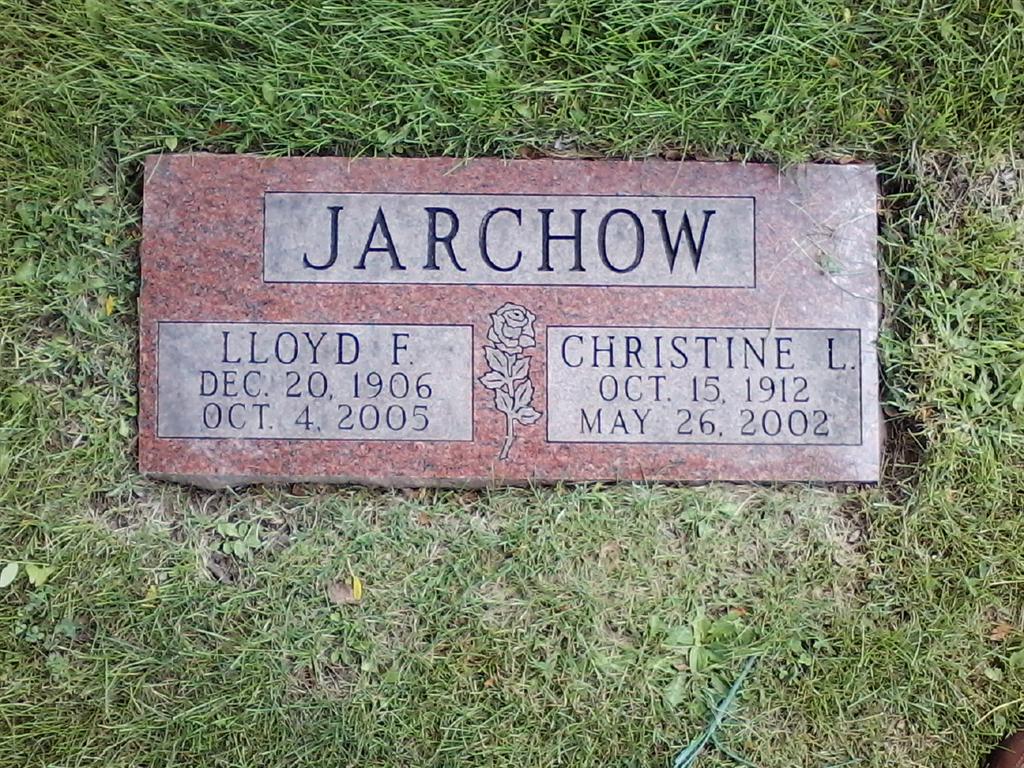 JARCHOW
LLOYD F.
DEC. 20, 1906
OCT. 4, 2005
CHRISTINE L.
OCT. 15, 1912
MAY 26, 2002